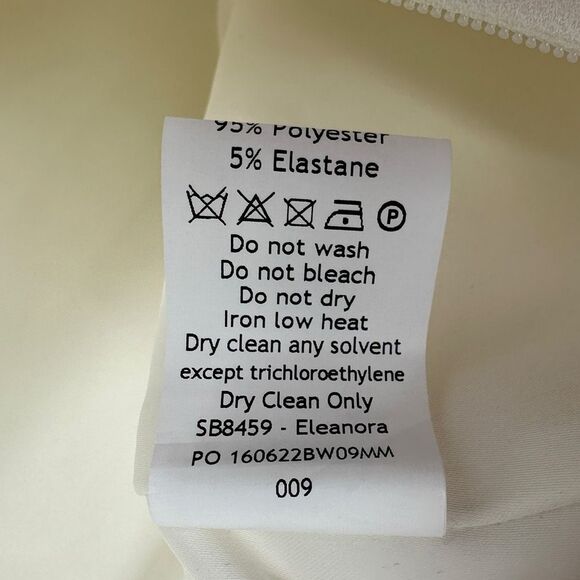 95% Polyester
5% Elastane
P
Do not wash
Do not bleach
Do not dry
Iron low heat
Dry clean any solvent
except trichloroethylene
Dry Clean Only
SB8459 - Eleanora
PO 160622BW09MM
009